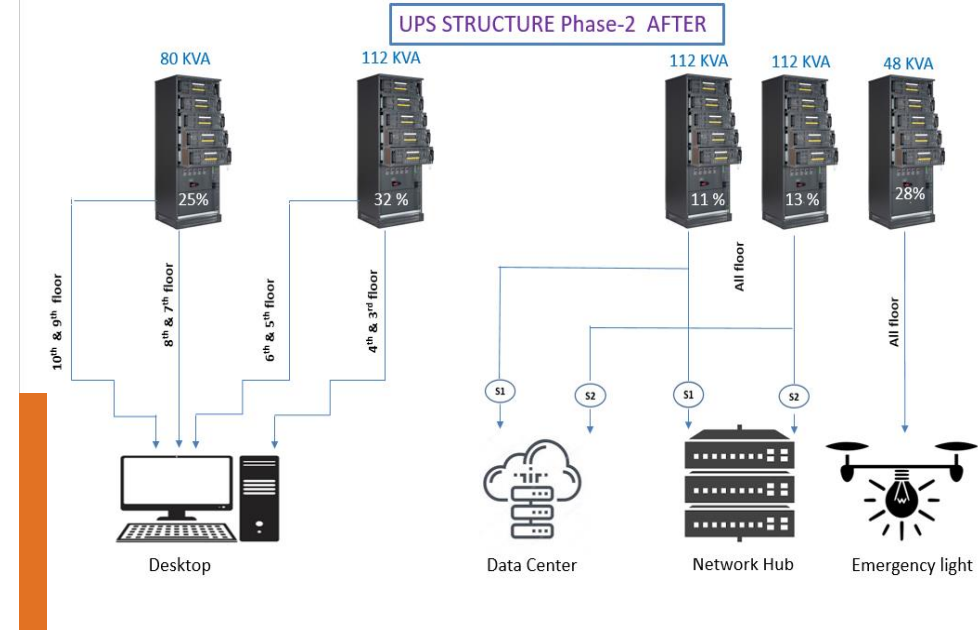 UPS STRUCTURE Phase-2 AFTER
80 KVA
112 KVA
112 KVA
112 KVA
48 KVA
25%
32 %
11 %
13 %
28%
10th & 9th floor
8th & 7th floor
6th & 5th floor
4th & 3rd floor
All floor
All floor
S1
S2
S1
S2
Desktop
Data Center
Network Hub
Emergency light